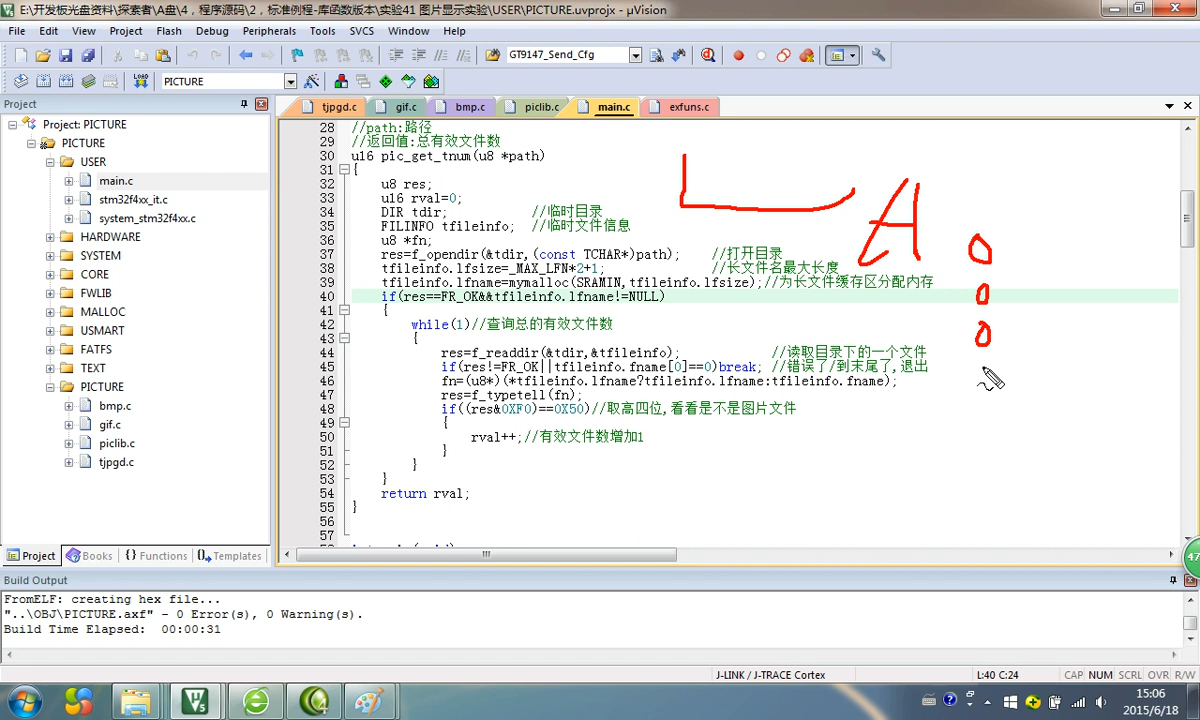 E:\开发板光盘资料\探索者\A盘\4，程序源码\2，标准例程-库函数版本\实验41 图片显示实验\USER\PICTURE.uvprojx - µVision
File Edit View Project Flash Debug Peripherals Tools SVCS Window Help
GT9147_Send_Cfg
LOAD PICTURE
Project
tjpgd.c gif.c bmp.c piclib.c main.c exfuns.c
Project: PICTURE
PICTURE
USER
main.c
stm32f4xx_it.c
system_stm32f4xx.c
HARDWARE
SYSTEM
CORE
FWLIB
MALLOC
USMART
FATFS
TEXT
PICTURE
bmp.c
gif.c
piclib.c
tjpgd.c
28 //path:路径
29 //返回值:总有效文件数
30 u16 pic_get_tnum(u8 *path)
31 {
32 u8 res;
33 u16 rval=0;
34 DIR tdir; //临时目录
35 FILINFO tfileinfo; //临时文件信息
36 u8 *fn;
37 res=f_opendir(&tdir,(const TCHAR*)path); //打开目录
38 tfileinfo.lfsize=_MAX_LFN*2+1; //长文件名最大长度
39 tfileinfo.lfname=mymalloc(SRAMIN,tfileinfo.lfsize);//为长文件缓存区分配内存
40 if(res==FR_OK&&tfileinfo.lfname!=NULL)
41 {
42 while(1)//查询总的有效文件数
43 {
44 res=f_readdir(&tdir,&tfileinfo); //读取目录下的一个文件
45 if(res!=FR_OK||tfileinfo.fname[0]==0)break; //错误了/到末尾了,退出
46 fn=(u8*)(*tfileinfo.lfname?tfileinfo.lfname:tfileinfo.fname);
47 res=f_typetell(fn);
48 if((res&0XF0)==0X50)//取高四位,看看是不是图片文件
49 {
50 rval++;//有效文件数增加1
51 }
52 }
53 }
54 return rval;
55 }
56
57
A
0
0
0
Project Books {} Functions Templates
47
Build Output
FromELF: creating hex file...
"..\OBJ\PICTURE.axf" - 0 Error(s), 0 Warning(s).
Build Time Elapsed: 00:00:31
J-LINK / J-TRACE Cortex L:40 C:24 CAP NUM SCRL OVR R/W
15:06
2015/6/18